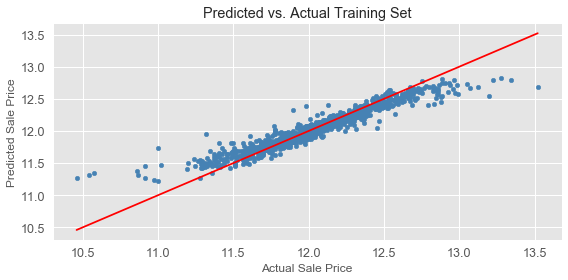 Predicted vs. Actual Training Set
13.5
13.0
12.5
12.0
11.5
11.0
10.5
Predicted Sale Price
10.5 11.0 11.5 12.0 12.5 13.0 13.5
Actual Sale Price